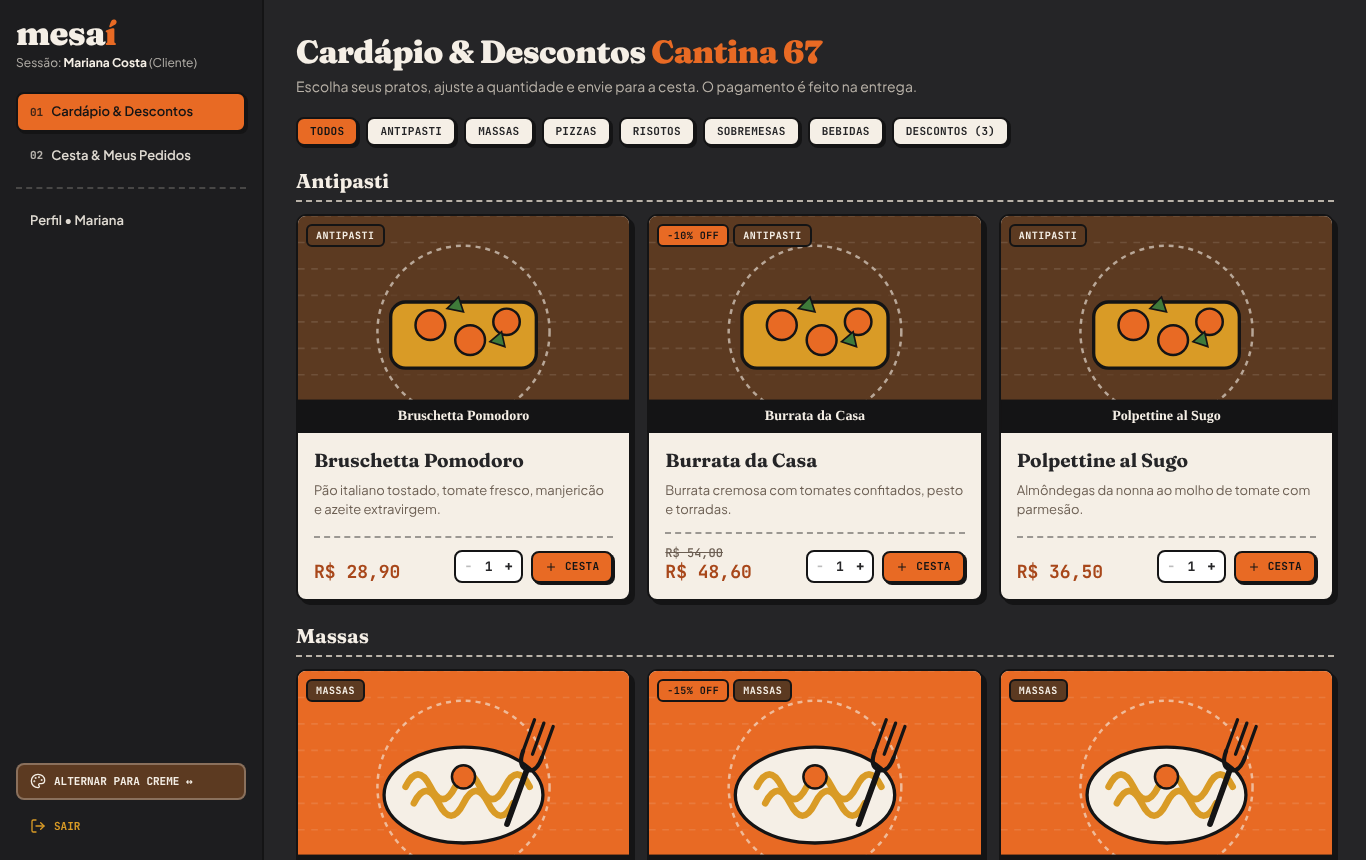 mesaí
Sessão: Mariana Costa (Cliente)
01 Cardápio & Descontos
02 Cesta & Meus Pedidos
Perfil • Mariana
ALTERNAR PARA CREME ↔
SAIR
Cardápio & Descontos Cantina 67
Escolha seus pratos, ajuste a quantidade e envie para a cesta. O pagamento é feito na entrega.
TODOS ANTIPASTI MASSAS PIZZAS RISOTOS SOBREMESAS BEBIDAS DESCONTOS (3)
Antipasti
ANTIPASTI
Bruschetta Pomodoro
Bruschetta Pomodoro
Pão italiano tostado, tomate fresco, manjericão
e azeite extravirgem.
R$ 28,90 - 1 + + CESTA
-10% OFF ANTIPASTI
Burrata da Casa
Burrata da Casa
Burrata cremosa com tomates confitados, pesto
e torradas.
R$ 54,00
R$ 48,60 - 1 + + CESTA
ANTIPASTI
Polpettine al Sugo
Polpettine al Sugo
Almôndegas da nonna ao molho de tomate com
parmesão.
R$ 36,50 - 1 + + CESTA
Massas
MASSAS
-15% OFF MASSAS
MASSAS